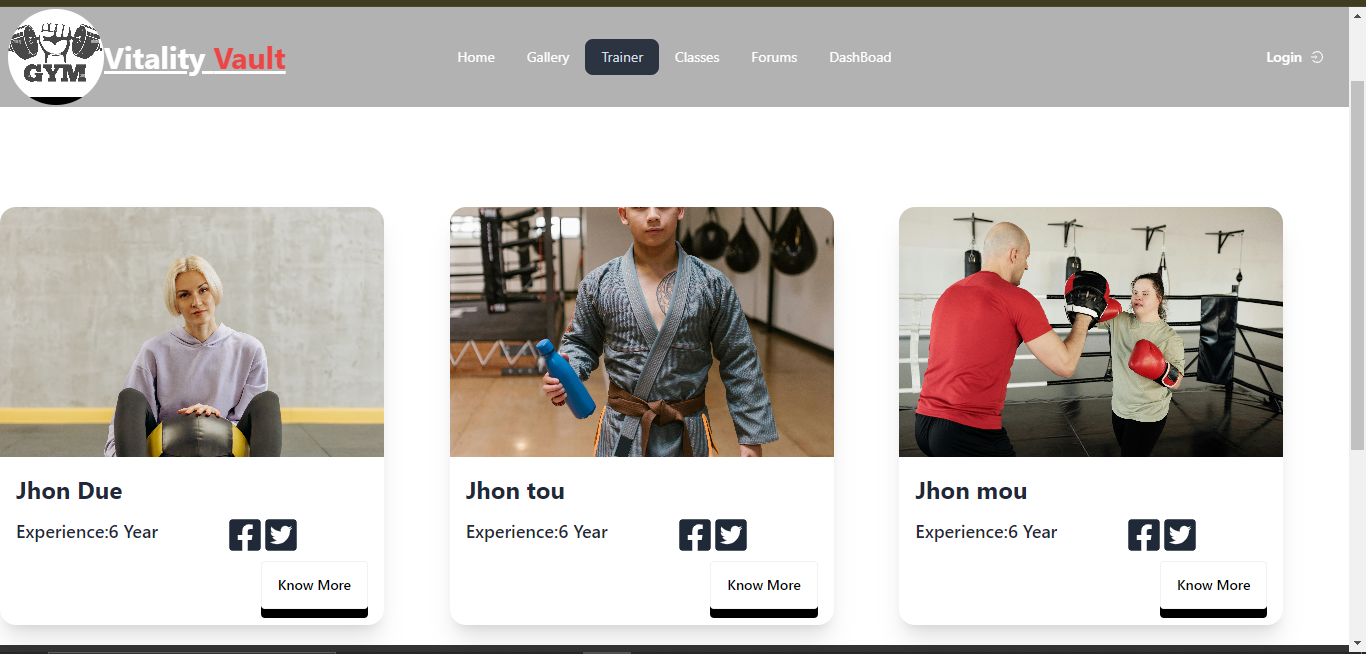 GYM
Vitality Vault
Home Gallery Trainer Classes Forums DashBoad Login
Jhon Due
Experience:6 Year
Know More
Jhon tou
Experience:6 Year
Know More
Jhon mou
Experience:6 Year
Know More